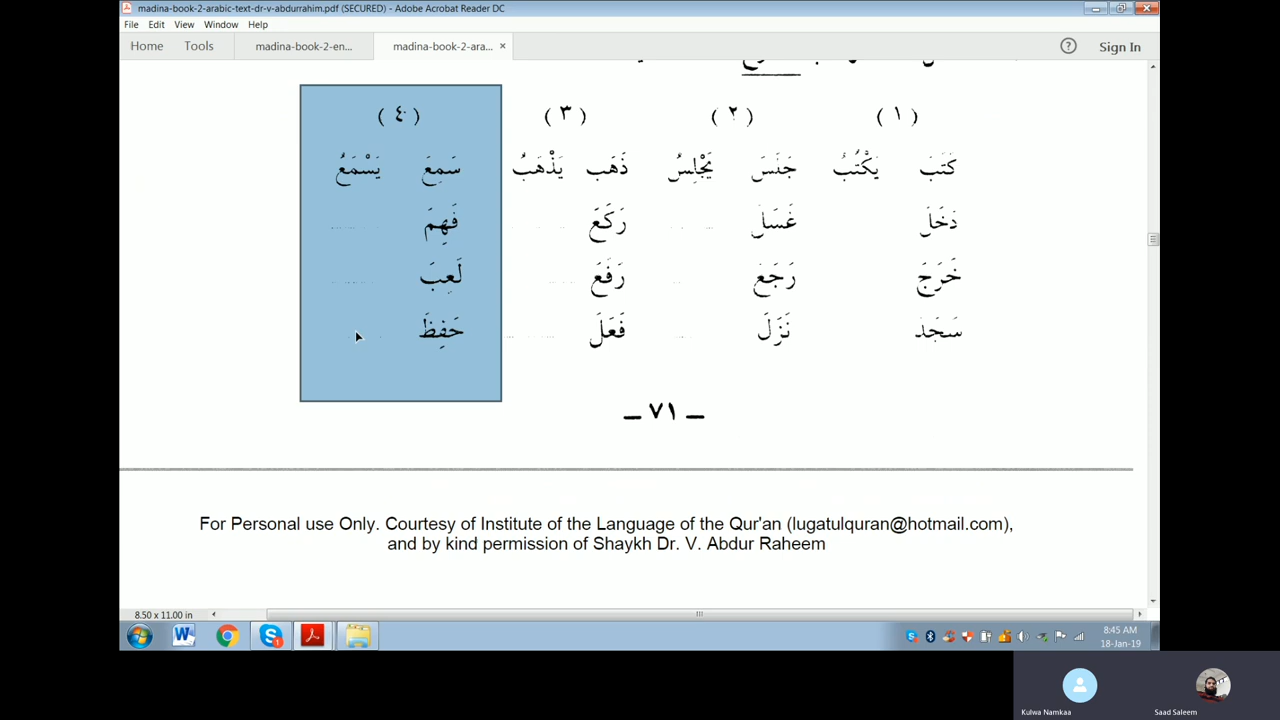 madina-book-2-arabic-text-dr-v-abdurrahim.pdf (SECURED) - Adobe Acrobat Reader DC
File Edit View Window Help
Home Tools madina-book-2-en... madina-book-2-ara... × ? Sign In
( ١ ) ( ٢ ) ( ٣ ) ( ٤ )
كَتَبَ يَكْتُبُ جَلَسَ يَجْلِسُ ذَهَب يَذْهَبُ سَمِعَ يَسْمَعُ
دَخَلَ غَسَلَ رَكَعَ فَهِمَ
خَرَجَ رَجَعَ رَفَعَ لَعِبَ
سَجَدَ نَزَلَ فَعَلَ حَفِظَ
– ٧١ –
For Personal use Only. Courtesy of Institute of the Language of the Qur'an (lugatulquran@hotmail.com),
and by kind permission of Shaykh Dr. V. Abdur Raheem
8.50 x 11.00 in
8:45 AM
18-Jan-19
Kulwa Namkaa Saad Saleem